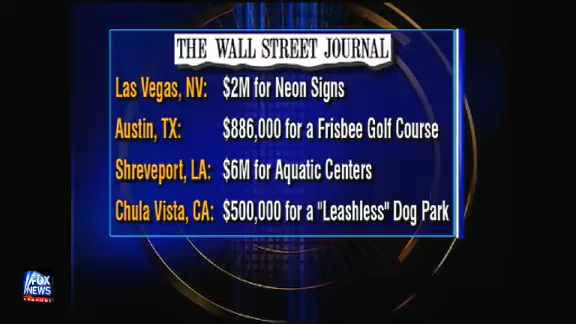 THE WALL STREET JOURNAL
Las Vegas, NV: $2M for Neon Signs
Austin, TX: $886,000 for a Frisbee Golf Course
Shreveport, LA: $6M for Aquatic Centers
Chula Vista, CA: $500,000 for a "Leashless" Dog Park
FOX
NEWS